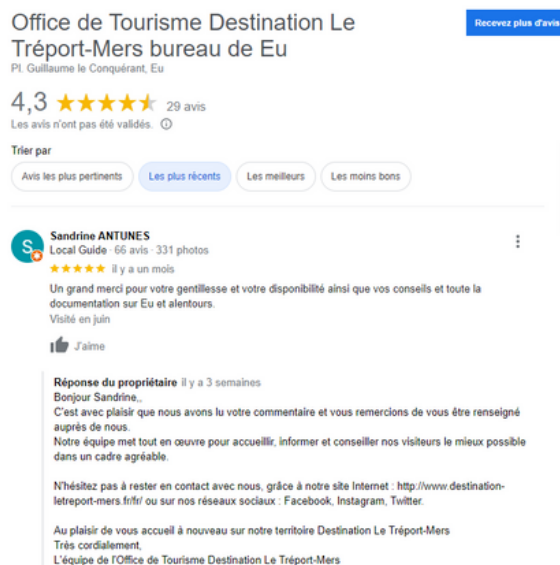 Office de Tourisme Destination Le
Tréport-Mers bureau de Eu
Recevez plus d'avis
Pl. Guillaume le Conquérant, Eu
4,3 29 avis
Les avis n'ont pas été validés.
Trier par
Avis les plus pertinents
Les plus récents
Les meilleurs
Les moins bons
S
Sandrine ANTUNES
Local Guide · 66 avis · 331 photos
il y a un mois
Un grand merci pour votre gentillesse et votre disponibilité ainsi que vos conseils et toute la
documentation sur Eu et alentours.
Visité en juin
J'aime
Réponse du propriétaire il y a 3 semaines
Bonjour Sandrine,,
C'est avec plaisir que nous avons lu votre commentaire et vous remercions de vous être renseigné
auprès de nous.
Notre équipe met tout en œuvre pour accueillir, informer et conseiller nos visiteurs le mieux possible
dans un cadre agréable.
N'hésitez pas à rester en contact avec nous, grâce à notre site Internet : http://www.destination-
letreport-mers.fr/fr/ ou sur nos réseaux sociaux : Facebook, Instagram, Twitter.
Au plaisir de vous accueil à nouveau sur notre territoire Destination Le Tréport-Mers
Très cordialement,
L'équipe de l'Office de Tourisme Destination Le Tréport-Mers